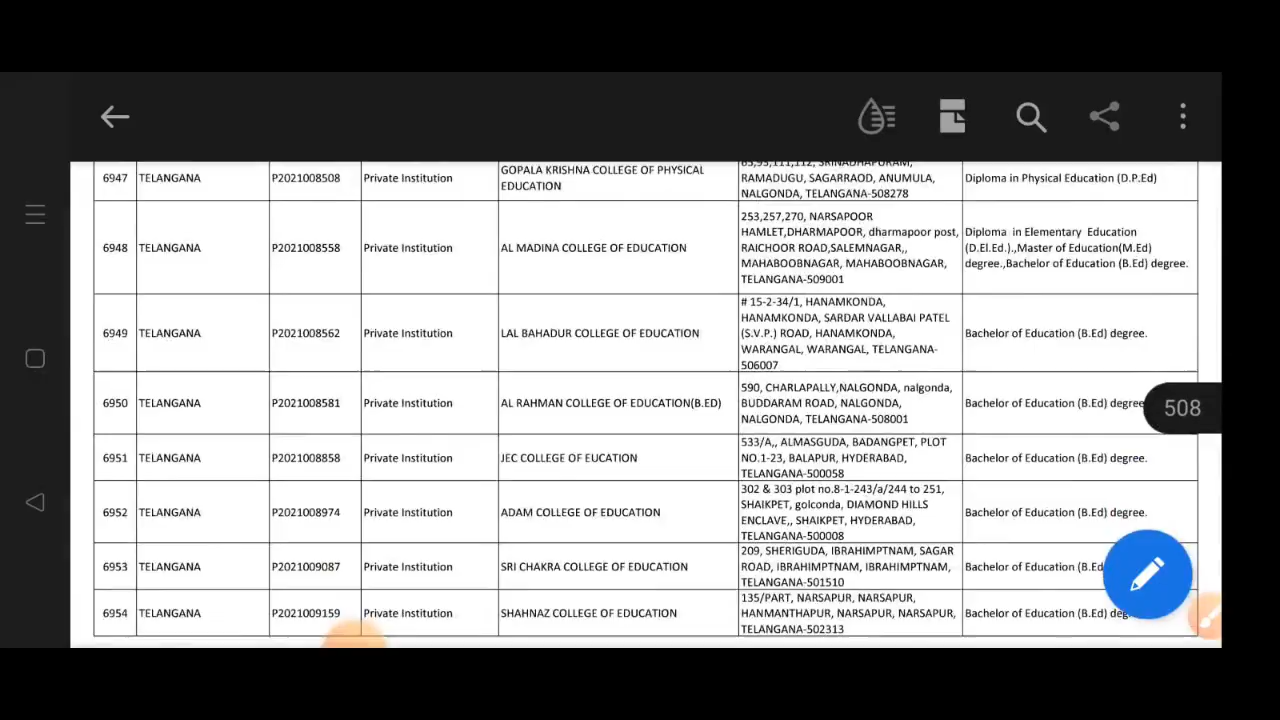 6947 TELANGANA P2021008508 Private Institution GOPALA KRISHNA COLLEGE OF PHYSICAL EDUCATION 65,93,111,112, SRINADHAPURAM, RAMADUGU, SAGARRAOD, ANUMULA, NALGONDA, TELANGANA-508278 Diploma in Physical Education (D.P.Ed)
6948 TELANGANA P2021008558 Private Institution AL MADINA COLLEGE OF EDUCATION 253,257,270, NARSAPOOR HAMLET,DHARMAPOOR, dharmapoor post, RAICHOOR ROAD,SALEMNAGAR,, MAHABOOBNAGAR, MAHABOOBNAGAR, TELANGANA-509001 Diploma in Elementary Education (D.El.Ed.).,Master of Education(M.Ed) degree.,Bachelor of Education (B.Ed) degree.
6949 TELANGANA P2021008562 Private Institution LAL BAHADUR COLLEGE OF EDUCATION # 15-2-34/1, HANAMKONDA, HANAMKONDA, SARDAR VALLABAI PATEL (S.V.P.) ROAD, HANAMKONDA, WARANGAL, WARANGAL, TELANGANA-506007 Bachelor of Education (B.Ed) degree.
6950 TELANGANA P2021008581 Private Institution AL RAHMAN COLLEGE OF EDUCATION(B.ED) 590, CHARLAPALLY,NALGONDA, nalgonda, BUDDARAM ROAD, NALGONDA, NALGONDA, TELANGANA-508001 Bachelor of Education (B.Ed) degree
508
6951 TELANGANA P2021008858 Private Institution JEC COLLEGE OF EUCATION 533/A,, ALMASGUDA, BADANGPET, PLOT NO.1-23, BALAPUR, HYDERABAD, TELANGANA-500058 Bachelor of Education (B.Ed) degree.
6952 TELANGANA P2021008974 Private Institution ADAM COLLEGE OF EDUCATION 302 & 303 plot no.8-1-243/a/244 to 251, SHAIKPET, golconda, DIAMOND HILLS ENCLAVE,, SHAIKPET, HYDERABAD, TELANGANA-500008 Bachelor of Education (B.Ed) degree.
6953 TELANGANA P2021009087 Private Institution SRI CHAKRA COLLEGE OF EDUCATION 209, SHERIGUDA, IBRAHIMPTNAM, SAGAR ROAD, IBRAHIMPTNAM, IBRAHIMPTNAM, TELANGANA-501510 Bachelor of Education (B.Ed
6954 TELANGANA P2021009159 Private Institution SHAHNAZ COLLEGE OF EDUCATION 135/PART, NARSAPUR, NARSAPUR, HANMANTHAPUR, NARSAPUR, NARSAPUR, TELANGANA-502313 Bachelor of Education (B.Ed) deg